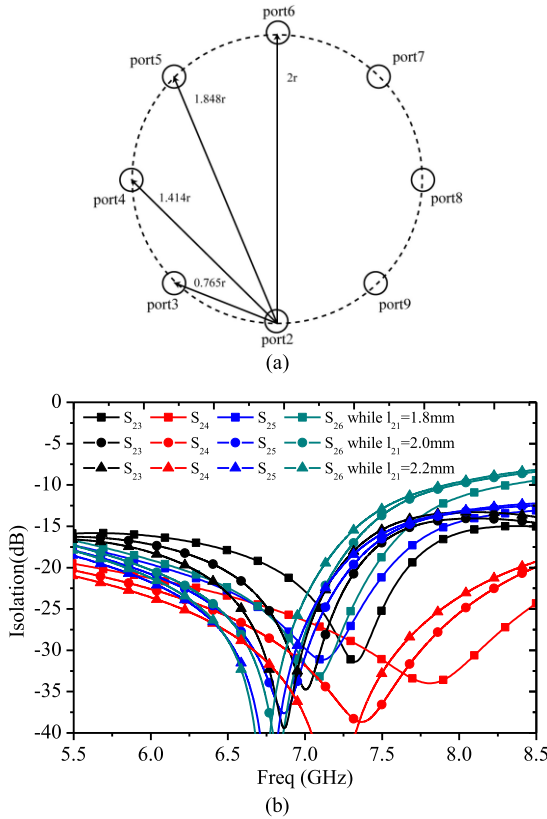 port6
port5
port7
1.848r
2r
port4
1.414r
port8
0.765r
port3
port9
port2
(a)
0
-5
-10
-15
-20
-25
-30
-35
-40
Isolation(dB)
S23 S24 S25 S26 while l21=1.8mm
S23 S24 S25 S26 while l21=2.0mm
S23 S24 S25 S26 while l21=2.2mm
5.5 6.0 6.5 7.0 7.5 8.0 8.5
Freq (GHz)
(b)